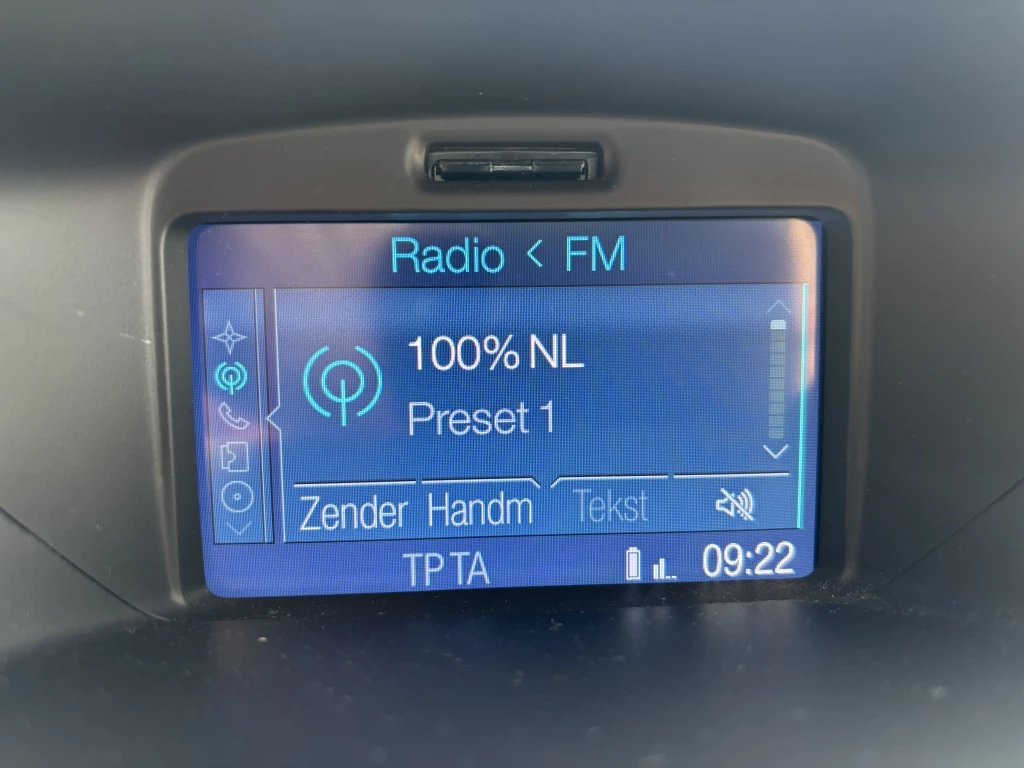 Radio < FM
100% NL
Preset 1
Zender Handm Tekst
TP TA 09:22